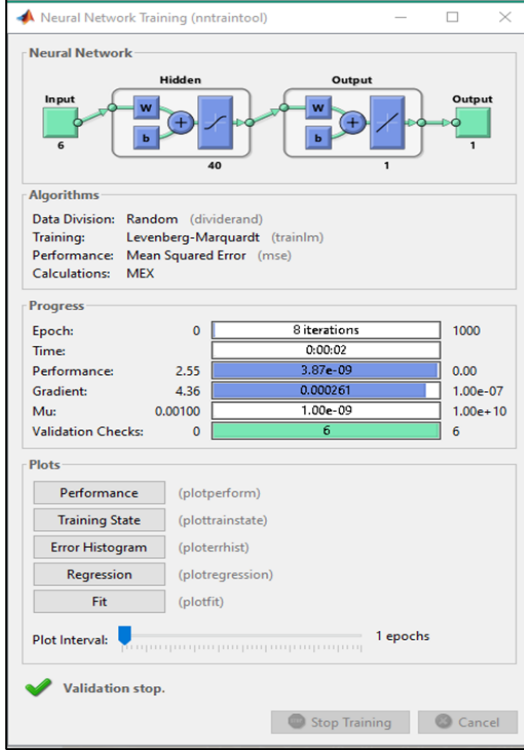 Neural Network Training (nntraintool)
Neural Network
Hidden Output
Input Output
W W
b b
6 1
40 1
Algorithms
Data Division: Random (dividerand)
Training: Levenberg-Marquardt (trainlm)
Performance: Mean Squared Error (mse)
Calculations: MEX
Progress
Epoch: 0 8 iterations 1000
Time: 0:00:02
Performance: 2.55 3.87e-09 0.00
Gradient: 4.36 0.000261 1.00e-07
Mu: 0.00100 1.00e-09 1.00e+10
Validation Checks: 0 6 6
Plots
Performance (plotperform)
Training State (plottrainstate)
Error Histogram (ploterrhist)
Regression (plotregression)
Fit (plotfit)
Plot Interval: 1 epochs
Validation stop.
Stop Training Cancel